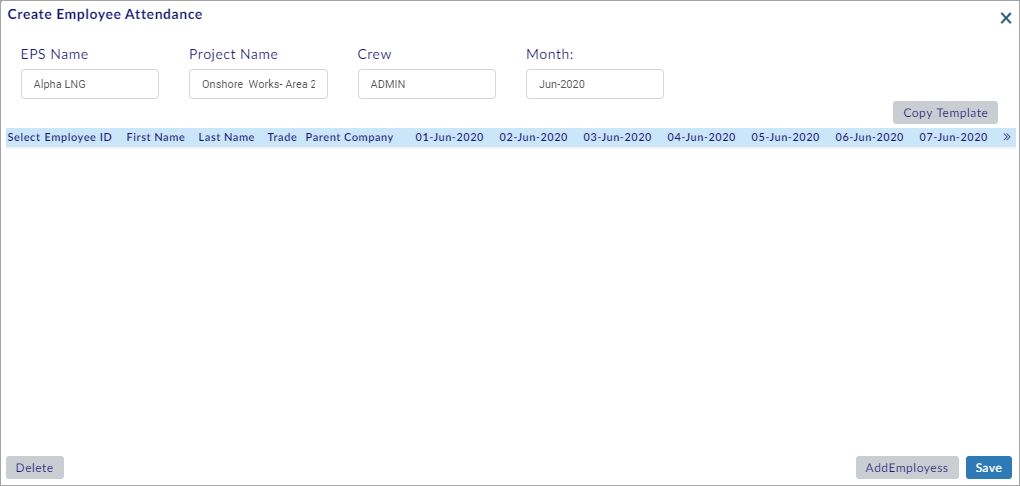 Create Employee Attendance
×
EPS Name Project Name Crew Month:
Alpha LNG Onshore Works- Area 2 ADMIN Jun-2020
Copy Template
Select Employee ID First Name Last Name Trade Parent Company 01-Jun-2020 02-Jun-2020 03-Jun-2020 04-Jun-2020 05-Jun-2020 06-Jun-2020 07-Jun-2020 »
Delete AddEmployess Save